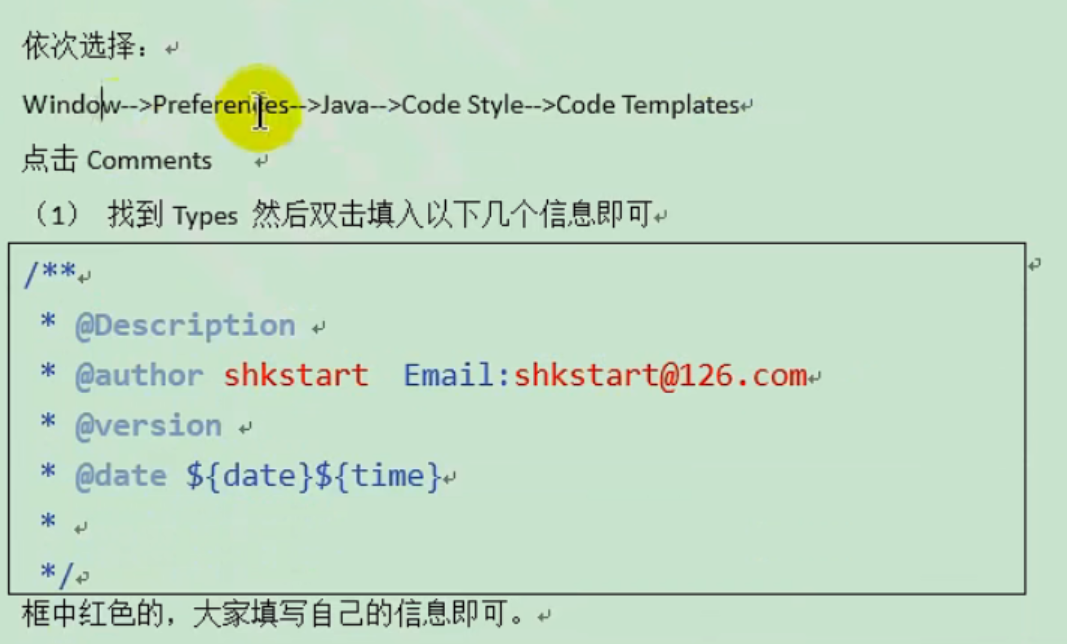 依次选择：
Window-->Preferences-->Java-->Code Style-->Code Templates
点击 Comments
（1） 找到 Types 然后双击填入以下几个信息即可
/**
 * @Description
 * @author shkstart  Email:shkstart@126.com
 * @version
 * @date ${date}${time}
 *
 */
框中红色的，大家填写自己的信息即可。